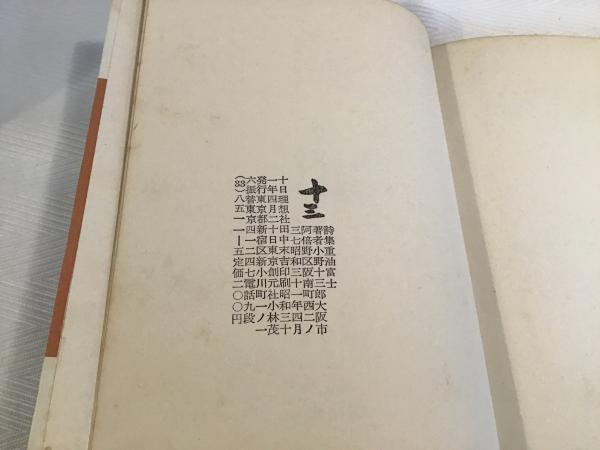 十三
詩集重油富士
著者小野十三郎大阪市
阿倍野区阪南町西二ノ
三七昭和三十一年四月
十日理想社田中末吉印刷昭和三十
一年四月二十日東京創元社小林茂
発行東京都新宿区新小川町一ノ一
六振替東京四一二四七電話九段
(33)八五一一―五定価二〇〇円